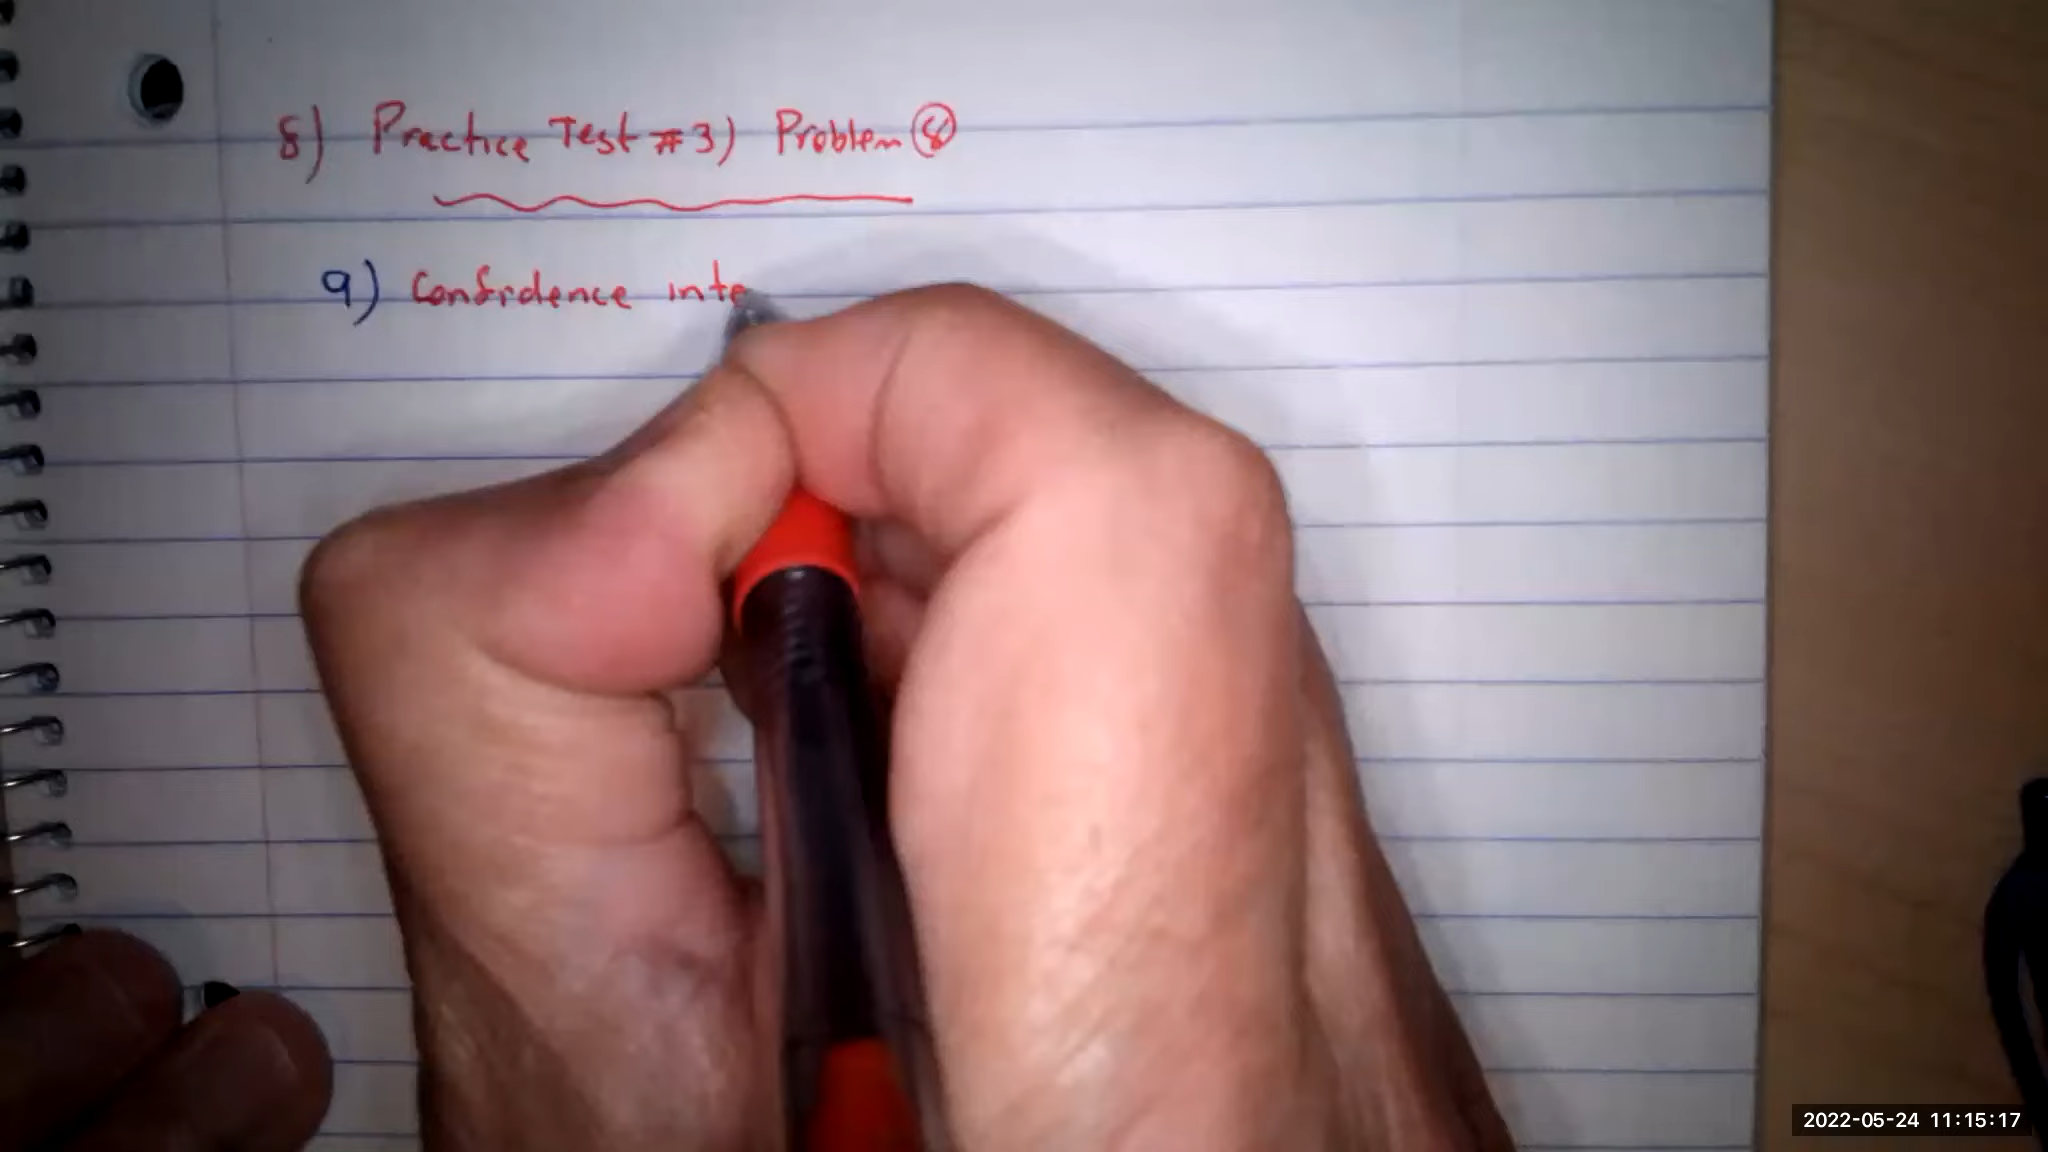 8) Practice Test #3) Problem 8
9) Confidence inte
2022-05-24 11:15:17